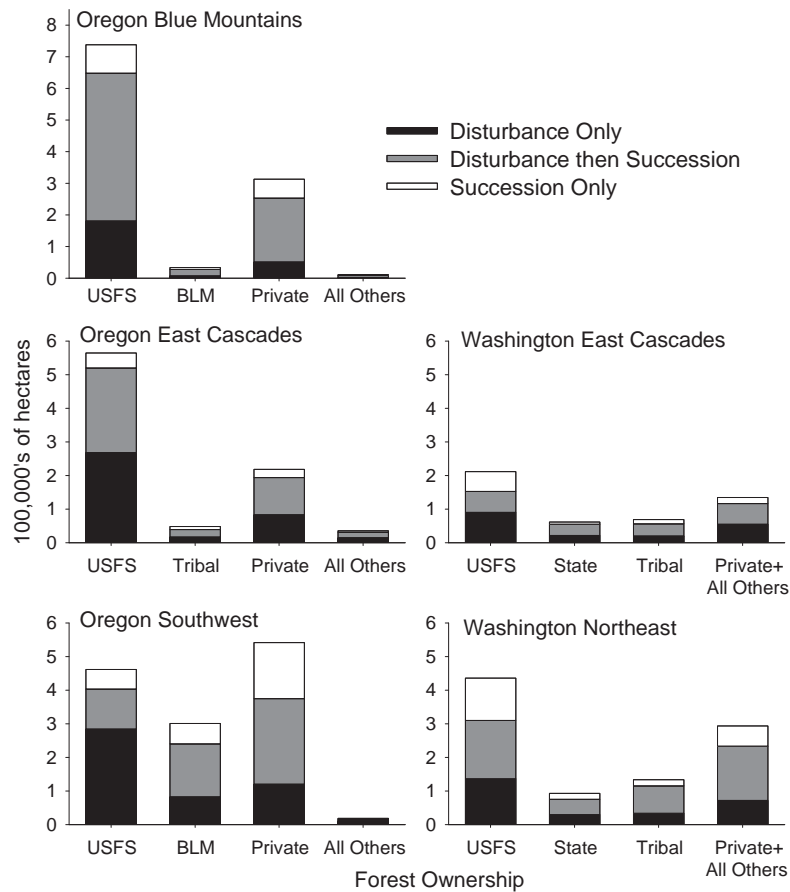 Oregon Blue Mountains
8
7
6
5
4
3
2
1
0
USFS BLM Private All Others
Disturbance Only
Disturbance then Succession
Succession Only
100,000's of hectares
Oregon East Cascades
6
5
4
3
2
1
0
USFS Tribal Private All Others
Washington East Cascades
6
5
4
3
2
1
0
USFS State Tribal Private+
All Others
Oregon Southwest
6
5
4
3
2
1
0
USFS BLM Private All Others
Washington Northeast
6
5
4
3
2
1
0
USFS State Tribal Private+
All Others
Forest Ownership